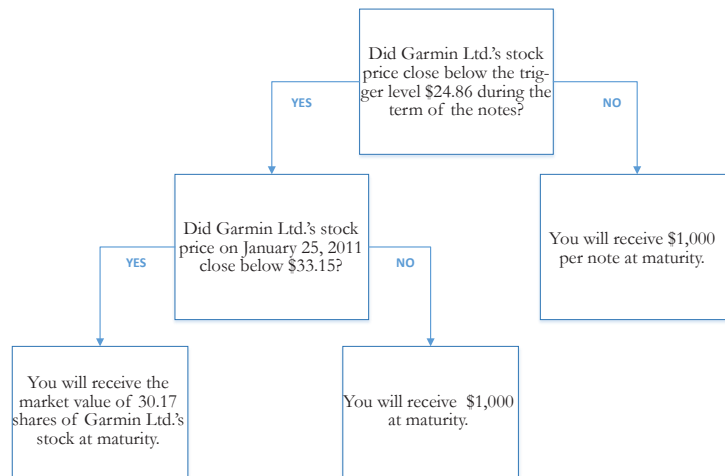 Did Garmin Ltd.'s stock
price close below the trig-
ger level $24.86 during the
term of the notes?
YES
NO
Did Garmin Ltd.'s stock
price on January 25, 2011
close below $33.15?
You will receive $1,000
per note at maturity.
YES
NO
You will receive the
market value of 30.17
shares of Garmin Ltd.'s
stock at maturity.
You will receive $1,000
at maturity.